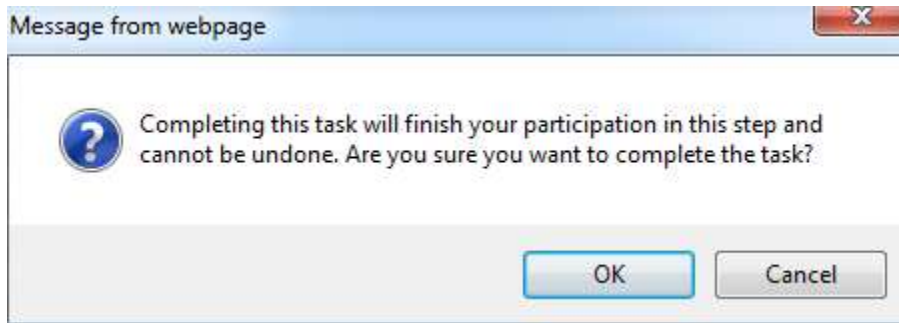 Message from webpage
Completing this task will finish your participation in this step and
cannot be undone. Are you sure you want to complete the task?
OK
Cancel